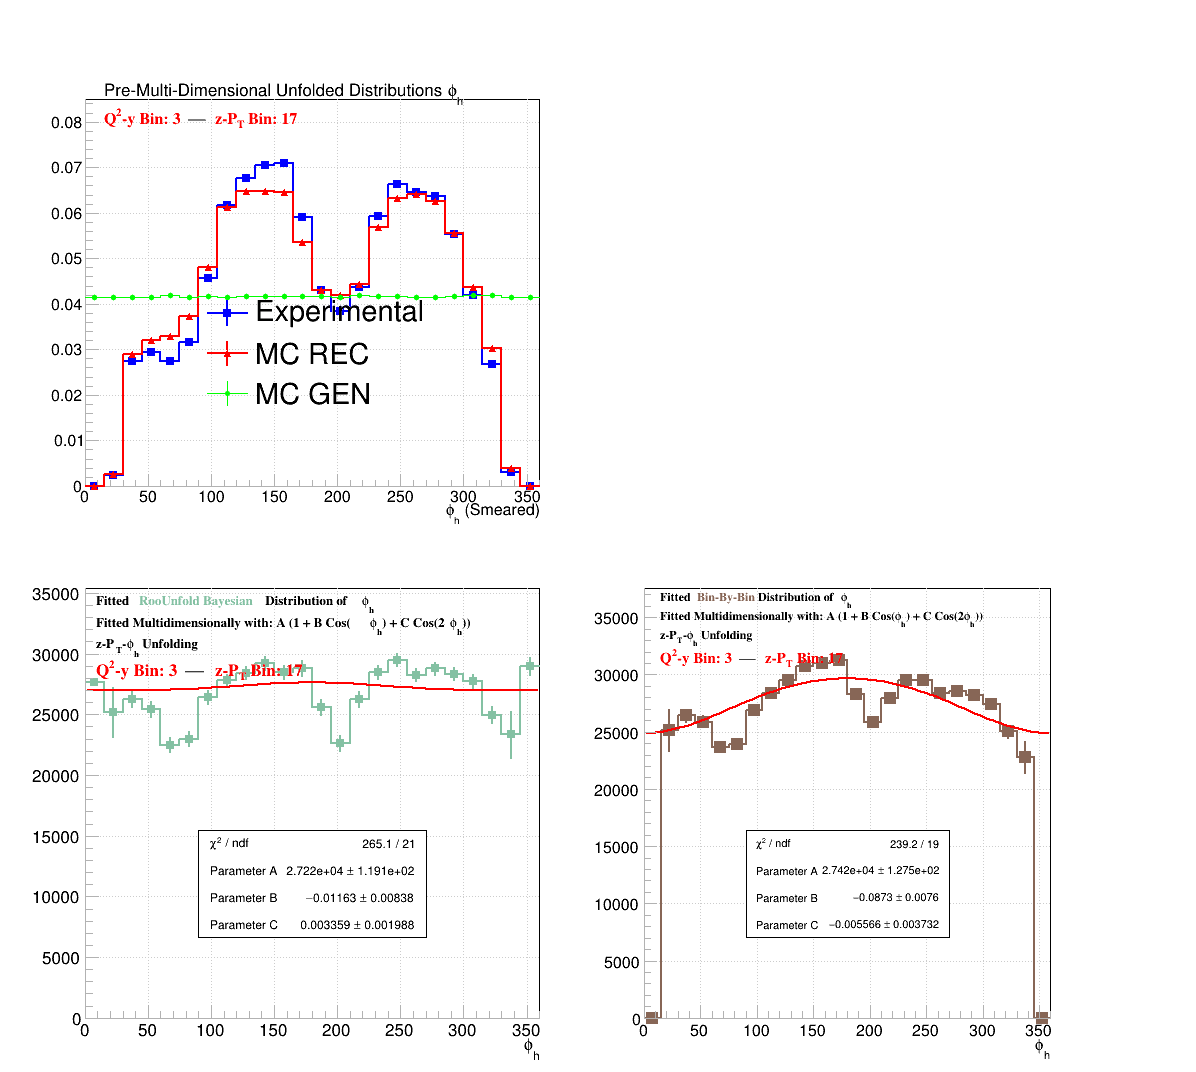 Pre-Multi-Dimensional Unfolded Distributions ϕh
Q2-y Bin: 3 — z-PT Bin: 17
0.08
0.07
0.06
0.05
0.04
0.03
0.02
0.01
0
Experimental
MC REC
MC GEN
0 50 100 150 200 250 300 350
ϕh (Smeared)
Fitted RooUnfold Bayesian Distribution of ϕh
Fitted Multidimensionally with: A (1 + B Cos( ϕh) + C Cos(2 ϕh))
z-PT-ϕh Unfolding
Q2-y Bin: 3 — z-PT Bin: 17
35000
30000
25000
20000
15000
10000
5000
0
χ2 / ndf 265.1 / 21
Parameter A 2.722e+04 ± 1.191e+02
Parameter B −0.01163 ± 0.00838
Parameter C 0.003359 ± 0.001988
0 50 100 150 200 250 300 350
ϕh
Fitted Bin-By-Bin Distribution of ϕh
Fitted Multidimensionally with: A (1 + B Cos(ϕh) + C Cos(2ϕh))
z-PT-ϕh Unfolding
Q2-y Bin: 3 — z-PT Bin: 17
35000
30000
25000
20000
15000
10000
5000
0
χ2 / ndf 239.2 / 19
Parameter A 2.742e+04 ± 1.275e+02
Parameter B −0.0873 ± 0.0076
Parameter C −0.005566 ± 0.003732
0 50 100 150 200 250 300 350
ϕh